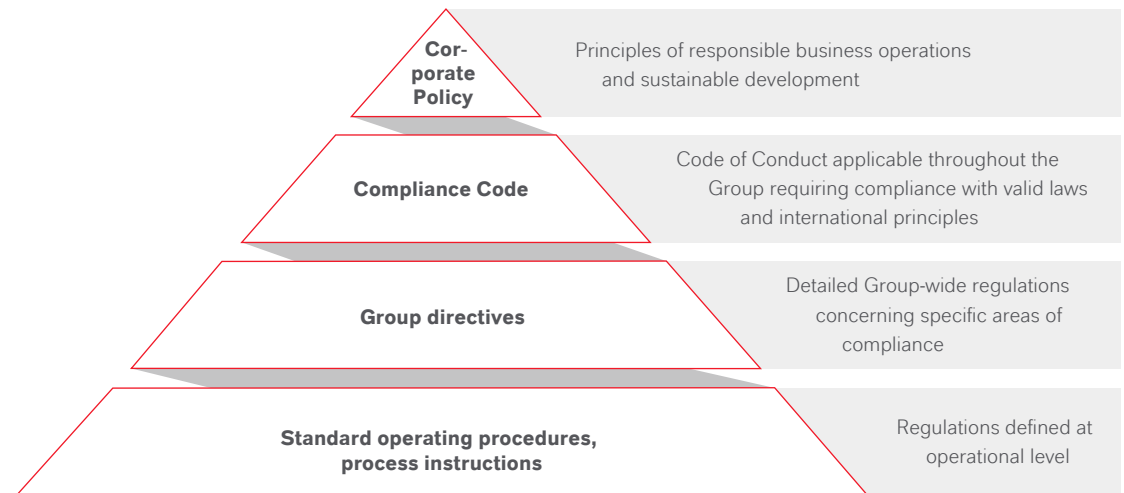 Cor-
porate
Policy
Principles of responsible business operations
and sustainable development
Compliance Code
Code of Conduct applicable throughout the
Group requiring compliance with valid laws
and international principles
Group directives
Detailed Group-wide regulations
concerning specific areas of
compliance
Standard operating procedures,
process instructions
Regulations defined at
operational level